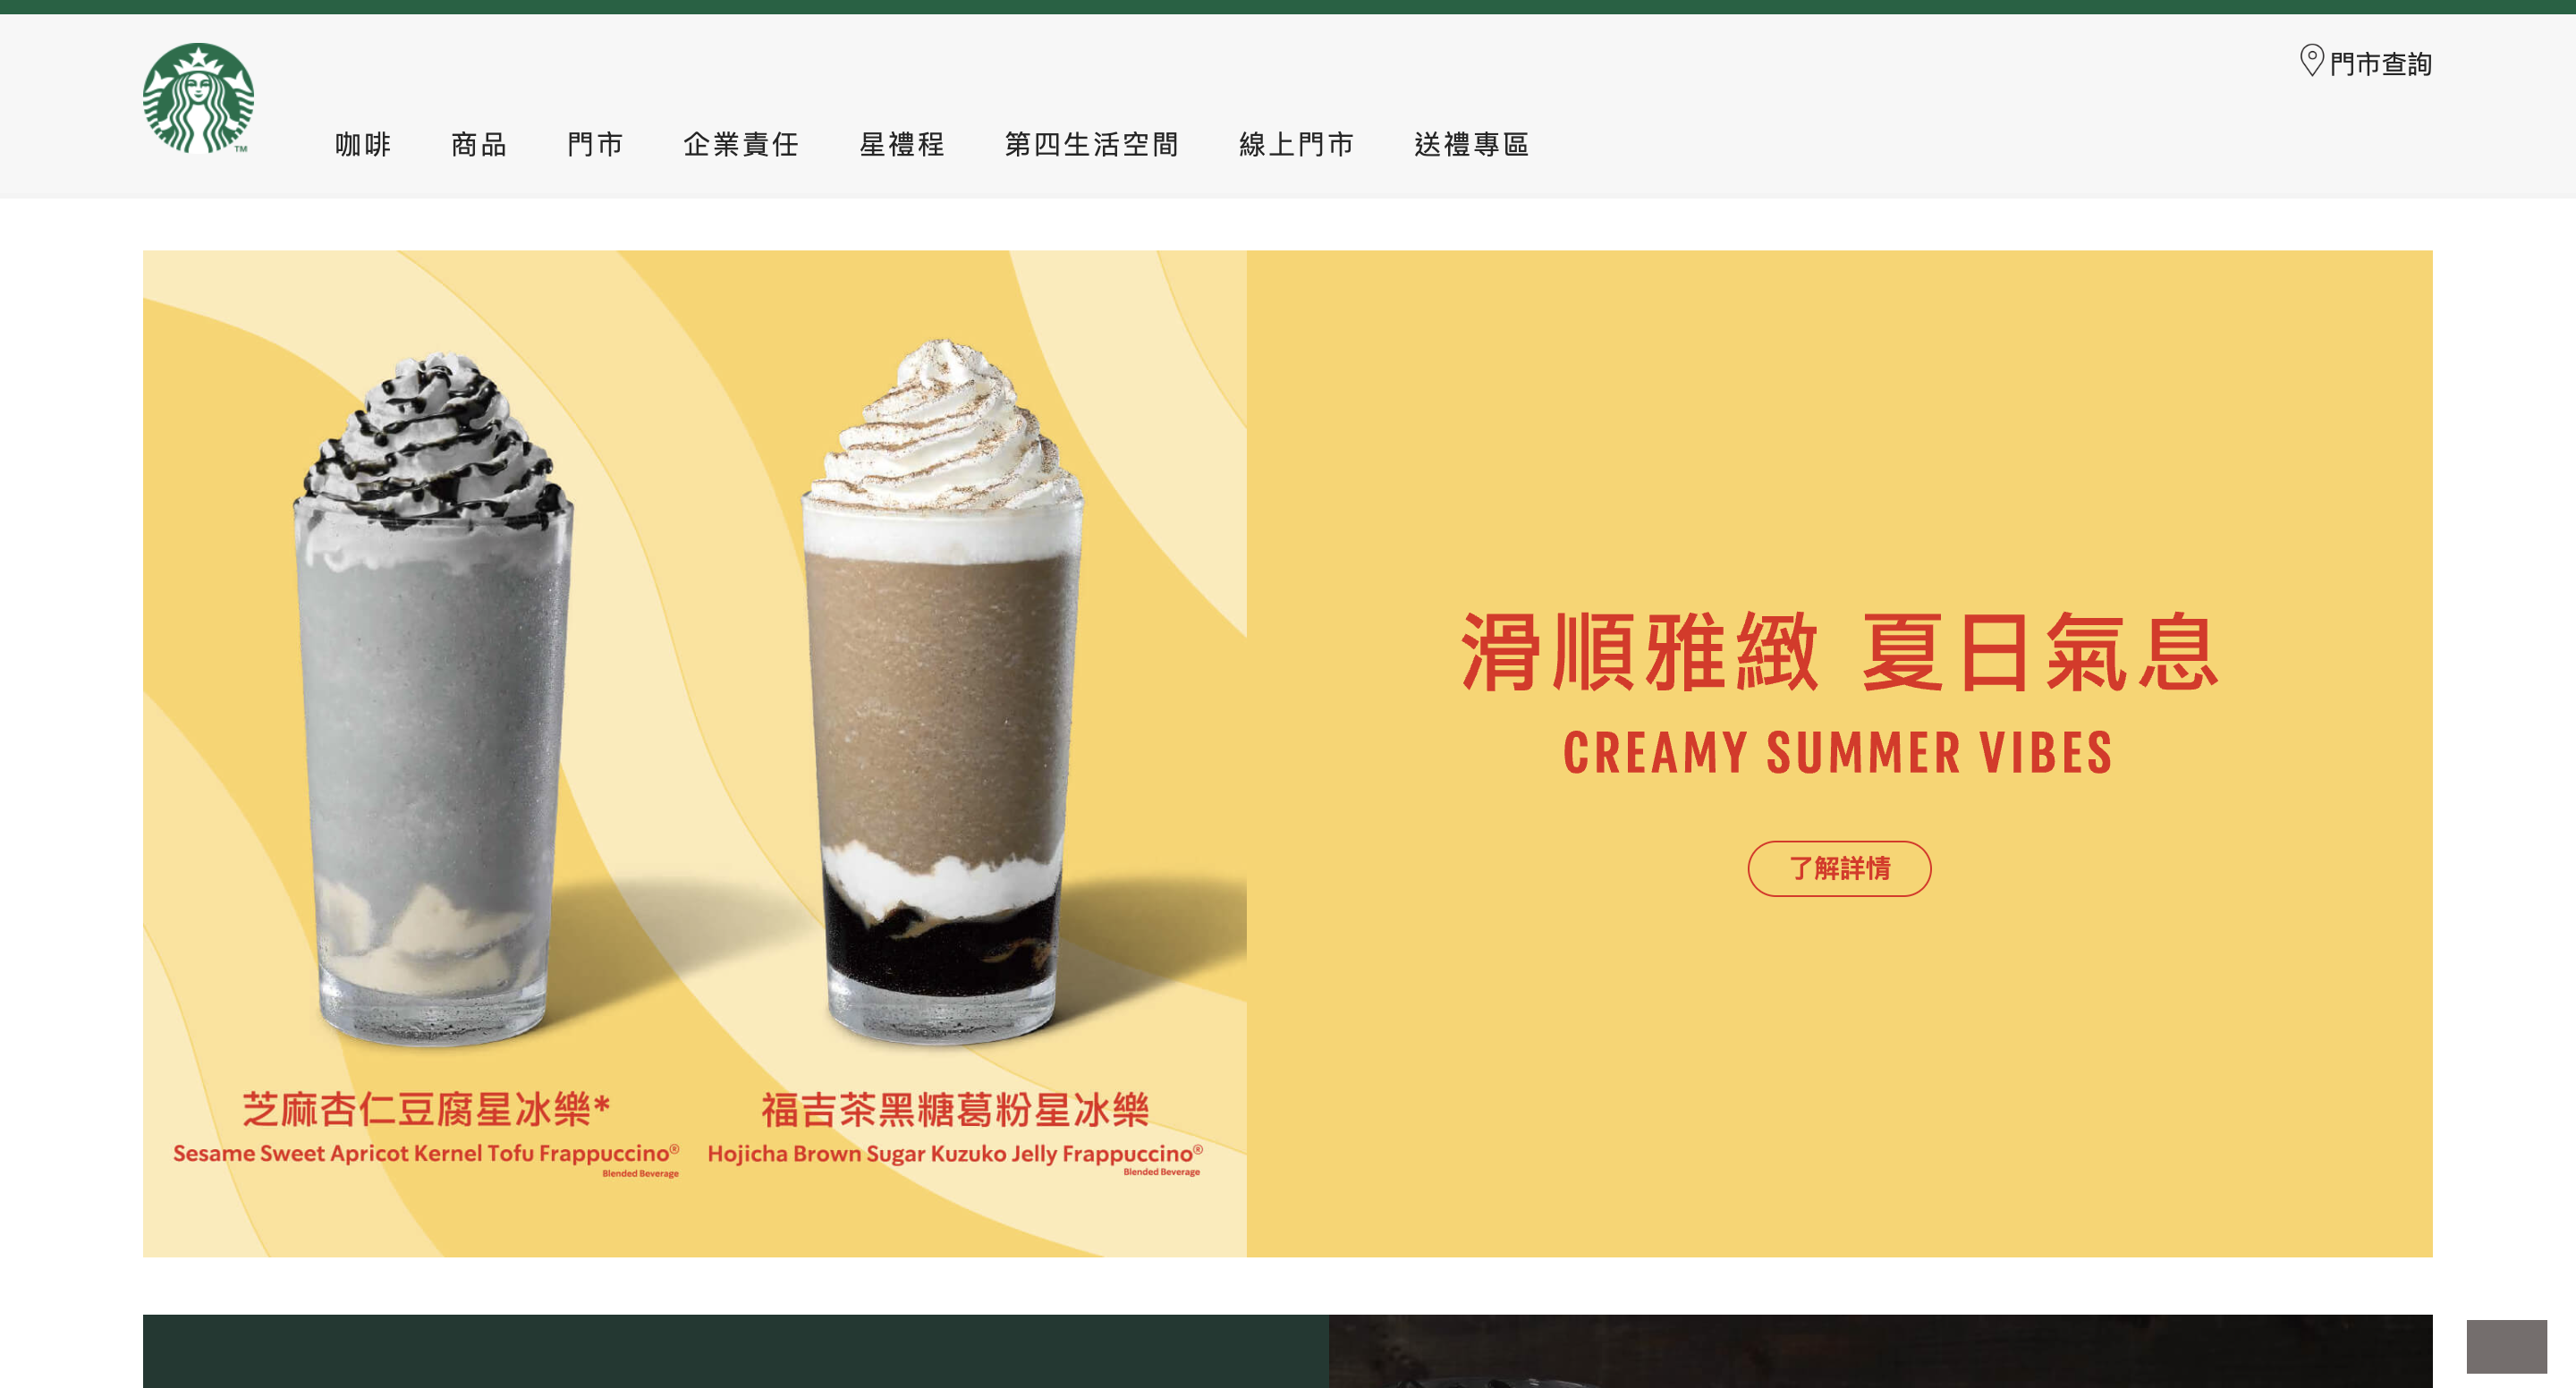 門市查詢
咖啡 商品 門市 企業責任 星禮程 第四生活空間 線上門市 送禮專區
TM
滑順雅緻 夏日氣息
CREAMY SUMMER VIBES
了解詳情
芝麻杏仁豆腐星冰樂*
Sesame Sweet Apricot Kernel Tofu Frappuccino®
Blended Beverage
福吉茶黑糖葛粉星冰樂
Hojicha Brown Sugar Kuzuko Jelly Frappuccino®
Blended Beverage